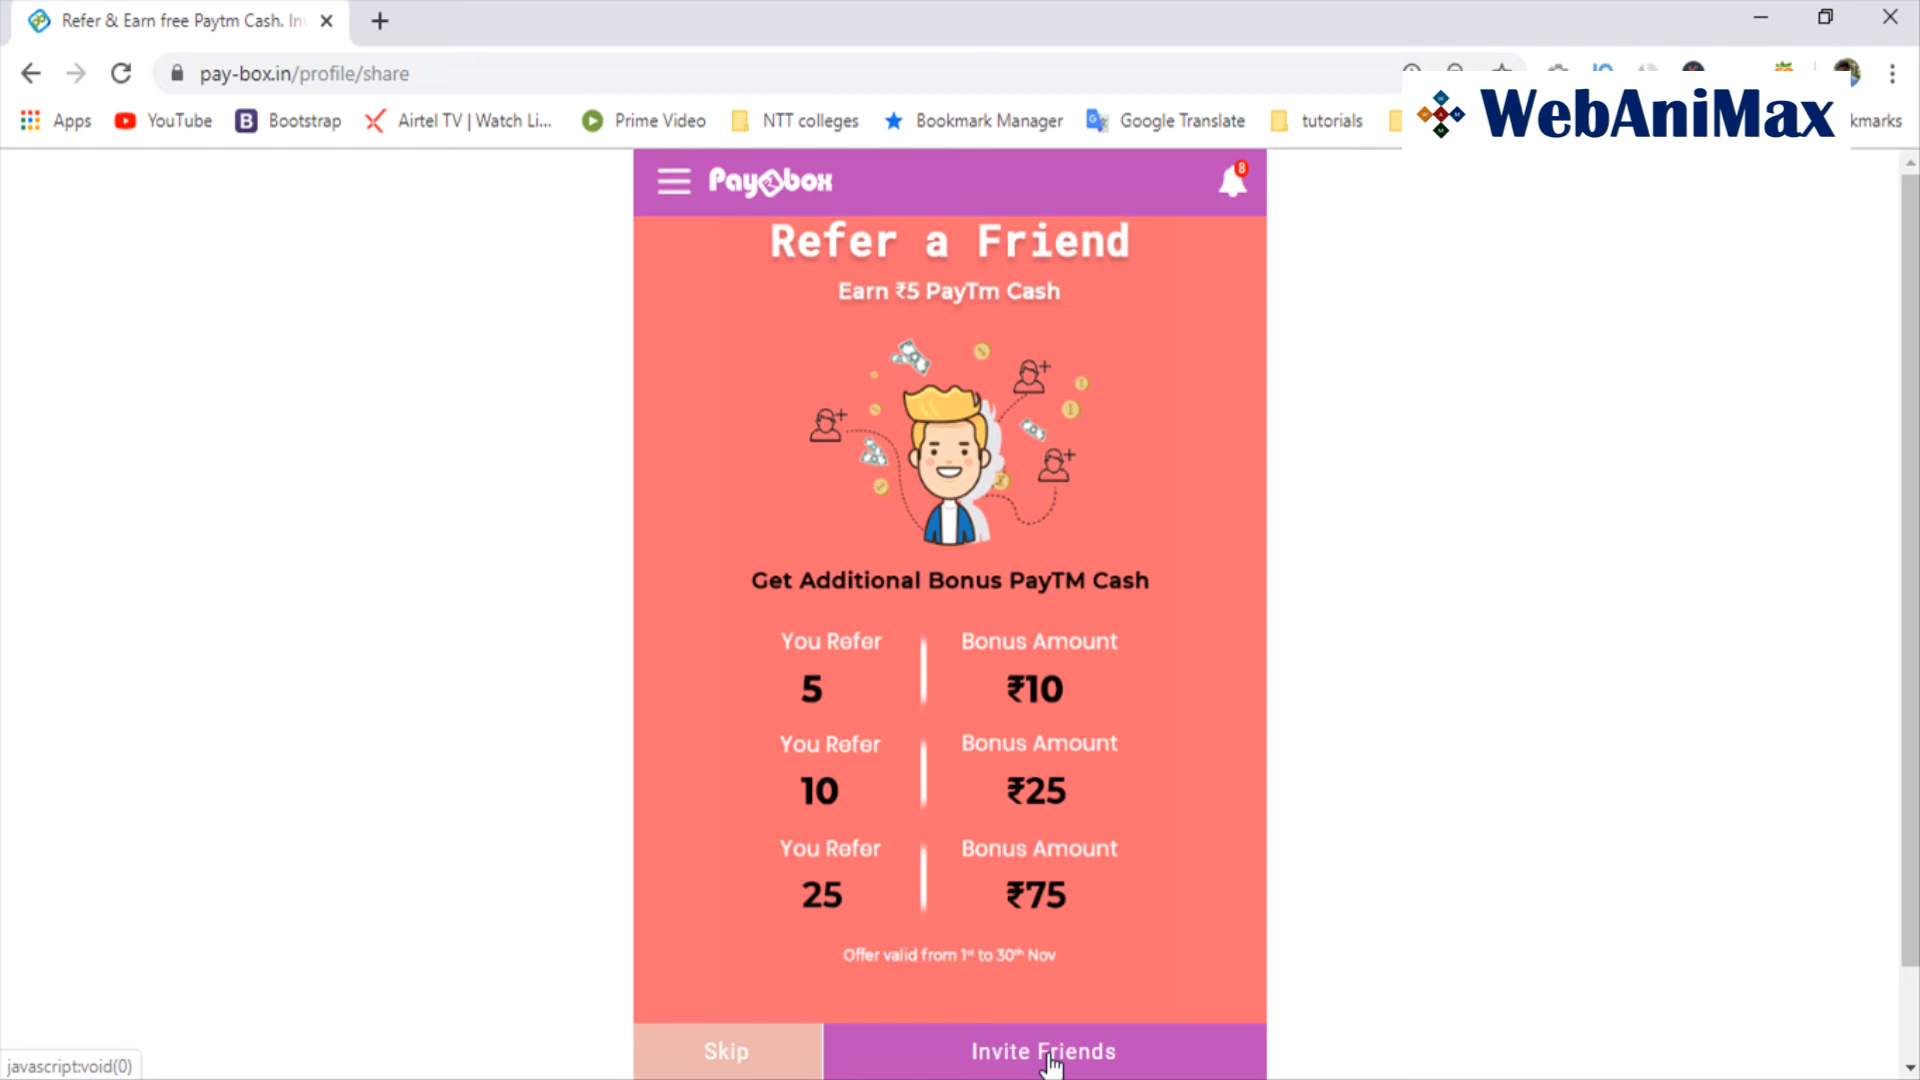 Refer & Earn free Paytm Cash. In
pay-box.in/profile/share
Apps YouTube Bootstrap Airtel TV | Watch Li... Prime Video NTT colleges Bookmark Manager Google Translate tutorials kmarks
WebAniMax
Paybox
8
Refer a Friend
Earn ₹5 PayTm Cash
Get Additional Bonus PayTM Cash
You Refer Bonus Amount
5 ₹10
You Refer Bonus Amount
10 ₹25
You Refer Bonus Amount
25 ₹75
Offer valid from 1st to 30th Nov
Skip Invite Friends
javascript:void(0)